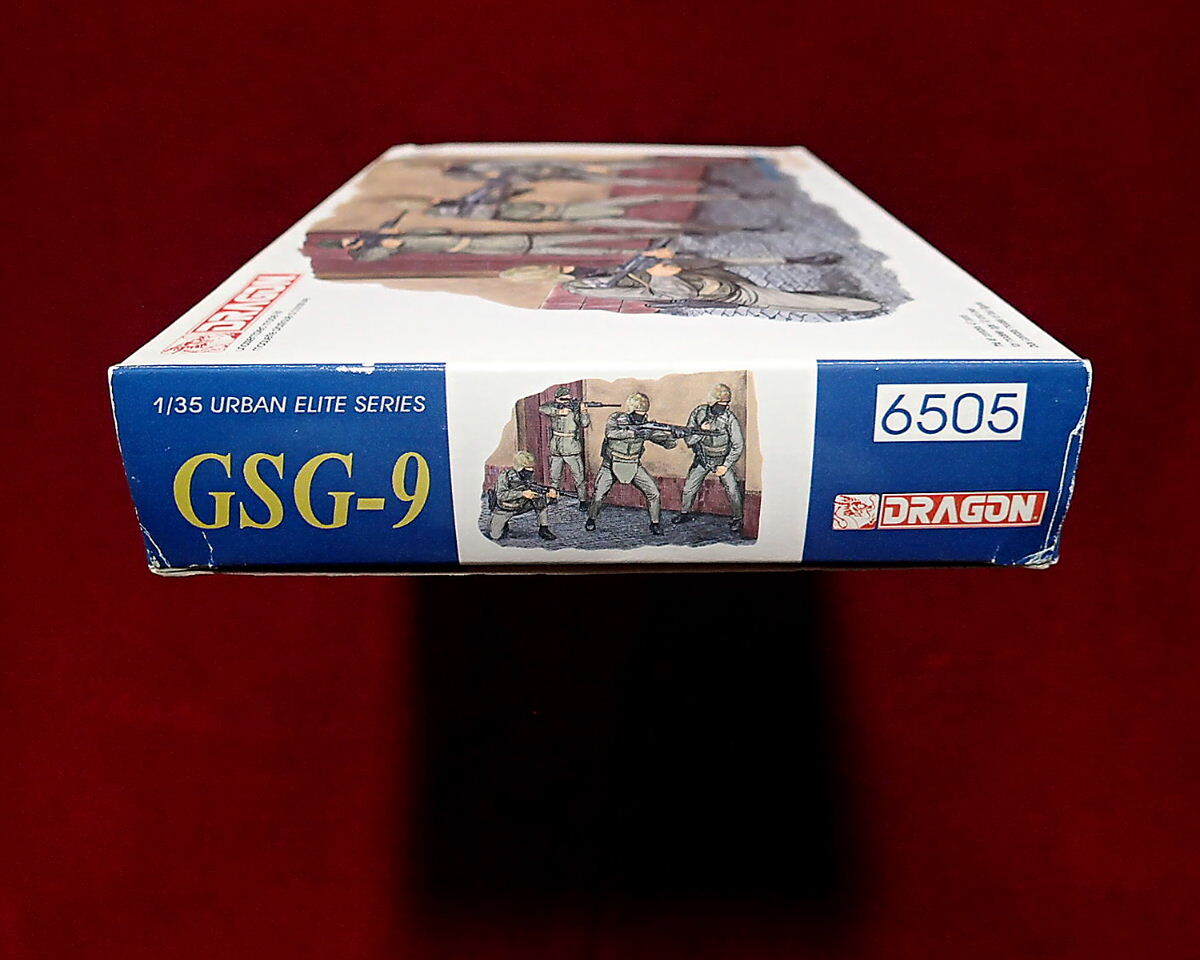 DRAGON
1/35 URBAN ELITE SERIES
GSG-9
6505
DRAGON